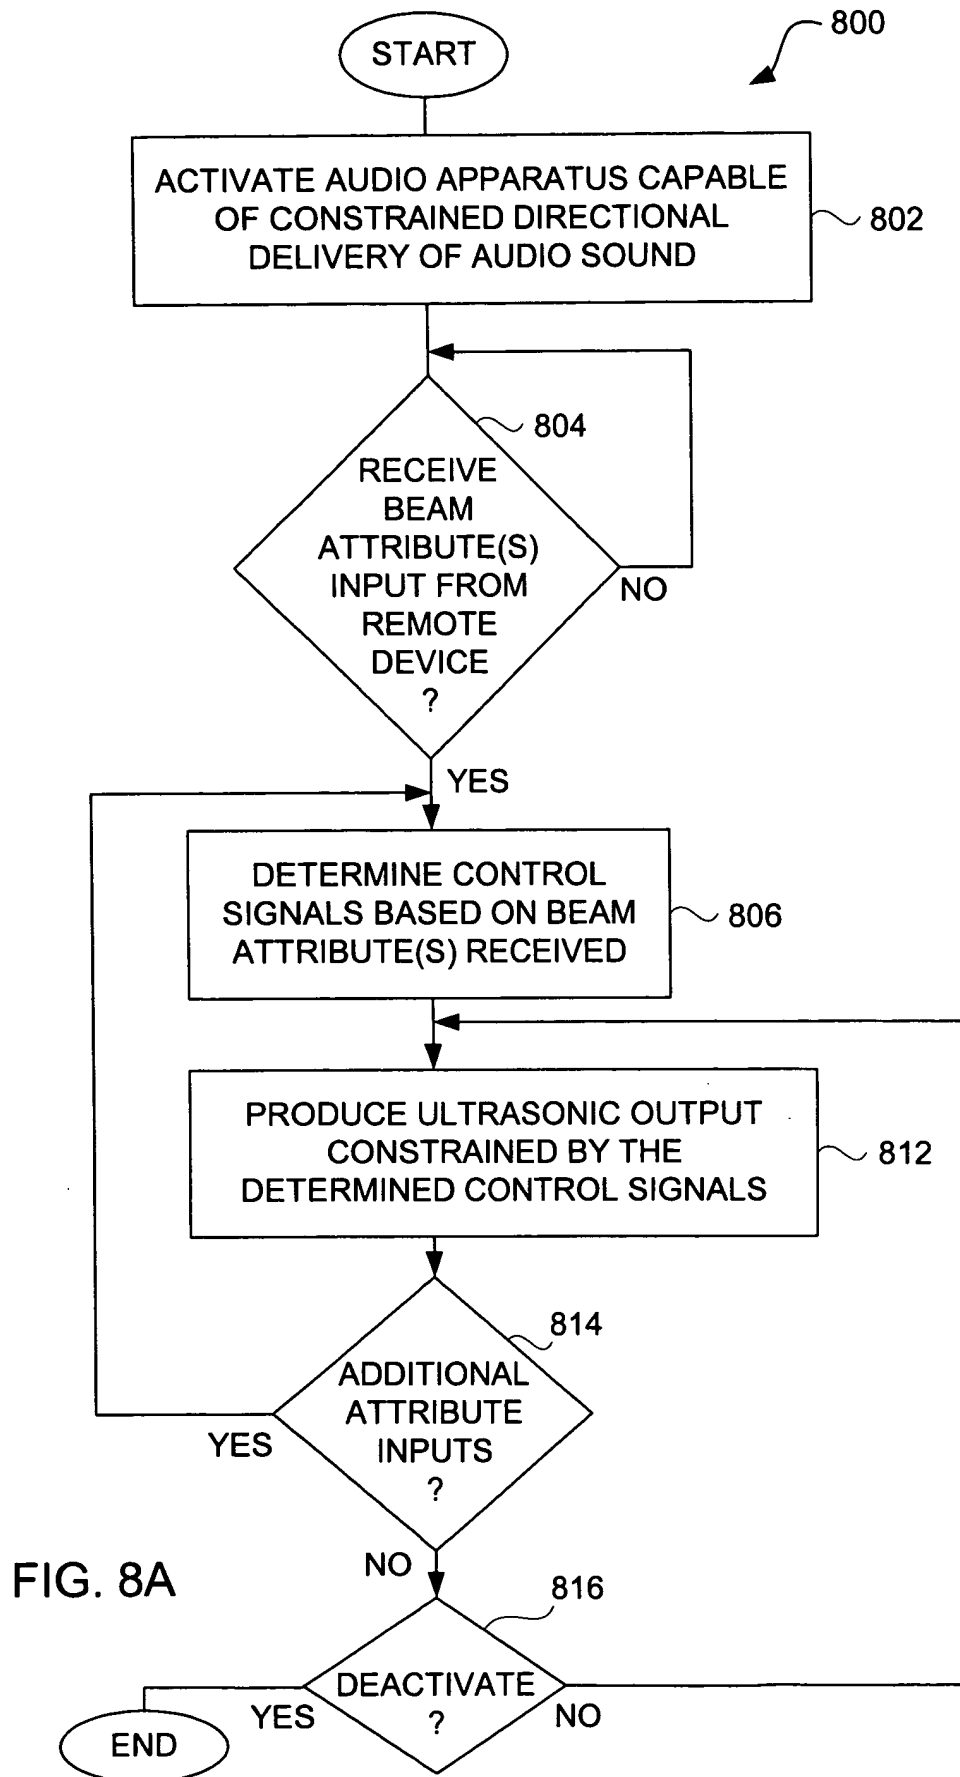 START
800
ACTIVATE AUDIO APPARATUS CAPABLE
OF CONSTRAINED DIRECTIONAL
DELIVERY OF AUDIO SOUND
802
804
RECEIVE
BEAM
ATTRIBUTE(S)
INPUT FROM
REMOTE
DEVICE
?
NO
YES
DETERMINE CONTROL
SIGNALS BASED ON BEAM
ATTRIBUTE(S) RECEIVED
806
PRODUCE ULTRASONIC OUTPUT
CONSTRAINED BY THE
DETERMINED CONTROL SIGNALS
812
814
ADDITIONAL
ATTRIBUTE
INPUTS
?
YES
NO
FIG. 8A
816
DEACTIVATE
?
YES
NO
END